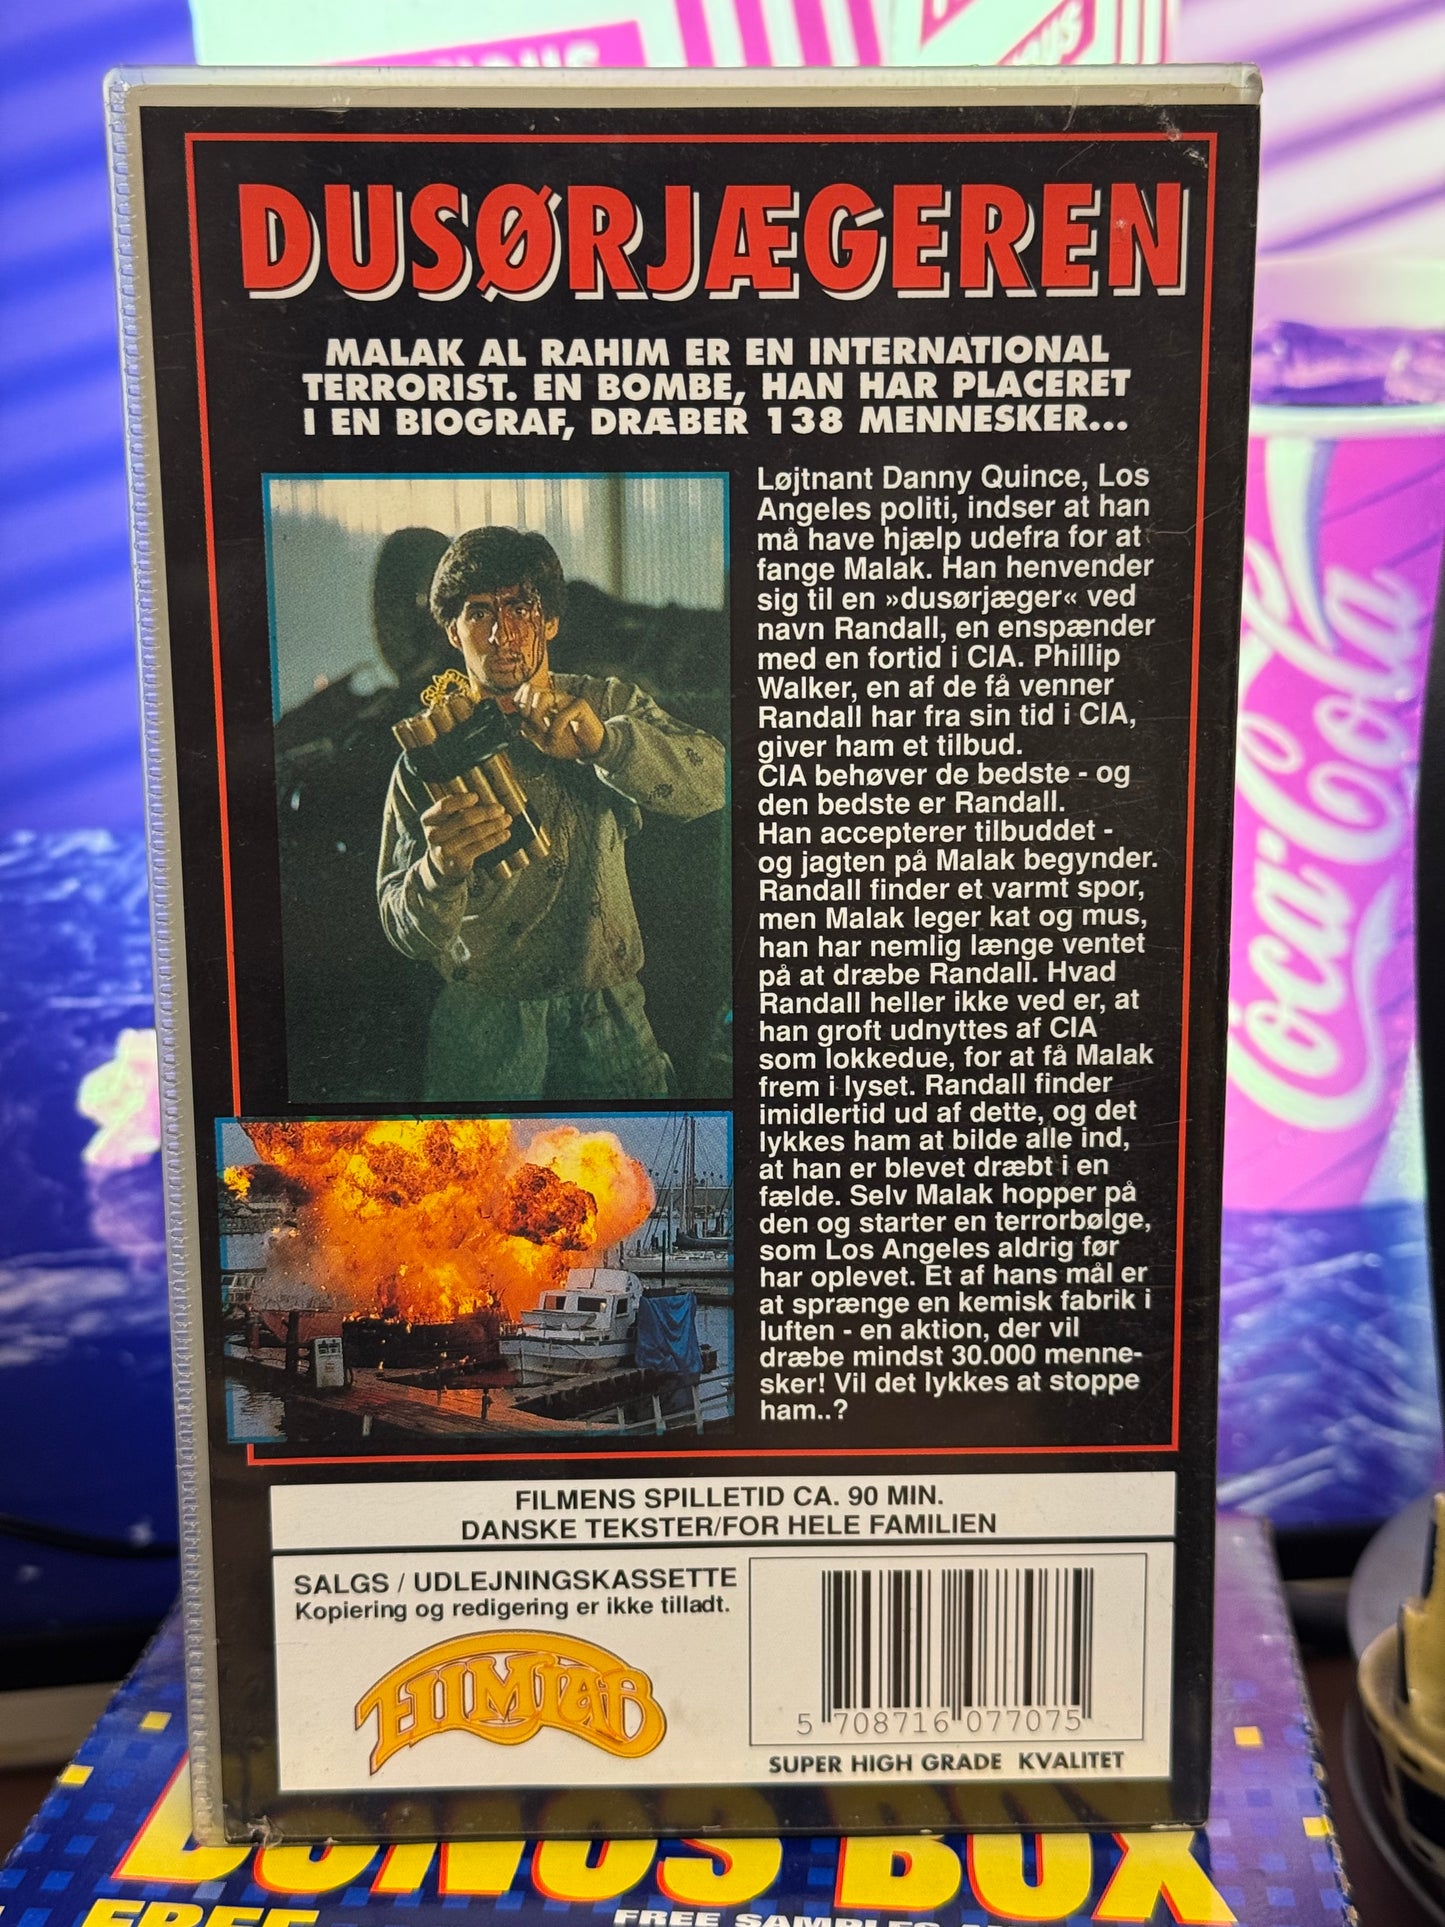 DUSØRJÆGEREN
MALAK AL RAHIM ER EN INTERNATIONAL
TERRORIST. EN BOMBE, HAN HAR PLACERET
I EN BIOGRAF, DRÆBER 138 MENNESKER...
Løjtnant Danny Quince, Los
Angeles politi, indser at han
må have hjælp udefra for at
fange Malak. Han henvender
sig til en »dusørjæger« ved
navn Randall, en enspænder
med en fortid i CIA. Phillip
Walker, en af de få venner
Randall har fra sin tid i CIA,
giver ham et tilbud.
CIA behøver de bedste - og
den bedste er Randall.
Han accepterer tilbuddet -
og jagten på Malak begynder.
Randall finder et varmt spor,
men Malak leger kat og mus,
han har nemlig længe ventet
på at dræbe Randall. Hvad
Randall heller ikke ved er, at
han groft udnyttes af CIA
som lokkedue, for at få Malak
frem i lyset. Randall finder
imidlertid ud af dette, og det
lykkes ham at bilde alle ind,
at han er blevet dræbt i en
fælde. Selv Malak hopper på
den og starter en terrorbølge,
som Los Angeles aldrig før
har oplevet. Et af hans mål er
at sprænge en kemisk fabrik i
luften - en aktion, der vil
dræbe mindst 30.000 menne-
sker! Vil det lykkes at stoppe
ham..?
FILMENS SPILLETID CA. 90 MIN.
DANSKE TEKSTER/FOR HELE FAMILIEN
SALGS / UDLEJNINGSKASSETTE
Kopiering og redigering er ikke tilladt.
FILMLAB
5 708716 077075
SUPER HIGH GRADE KVALITET
Coca-Cola
BONUS BOX
FREE
FREE SAMPLES